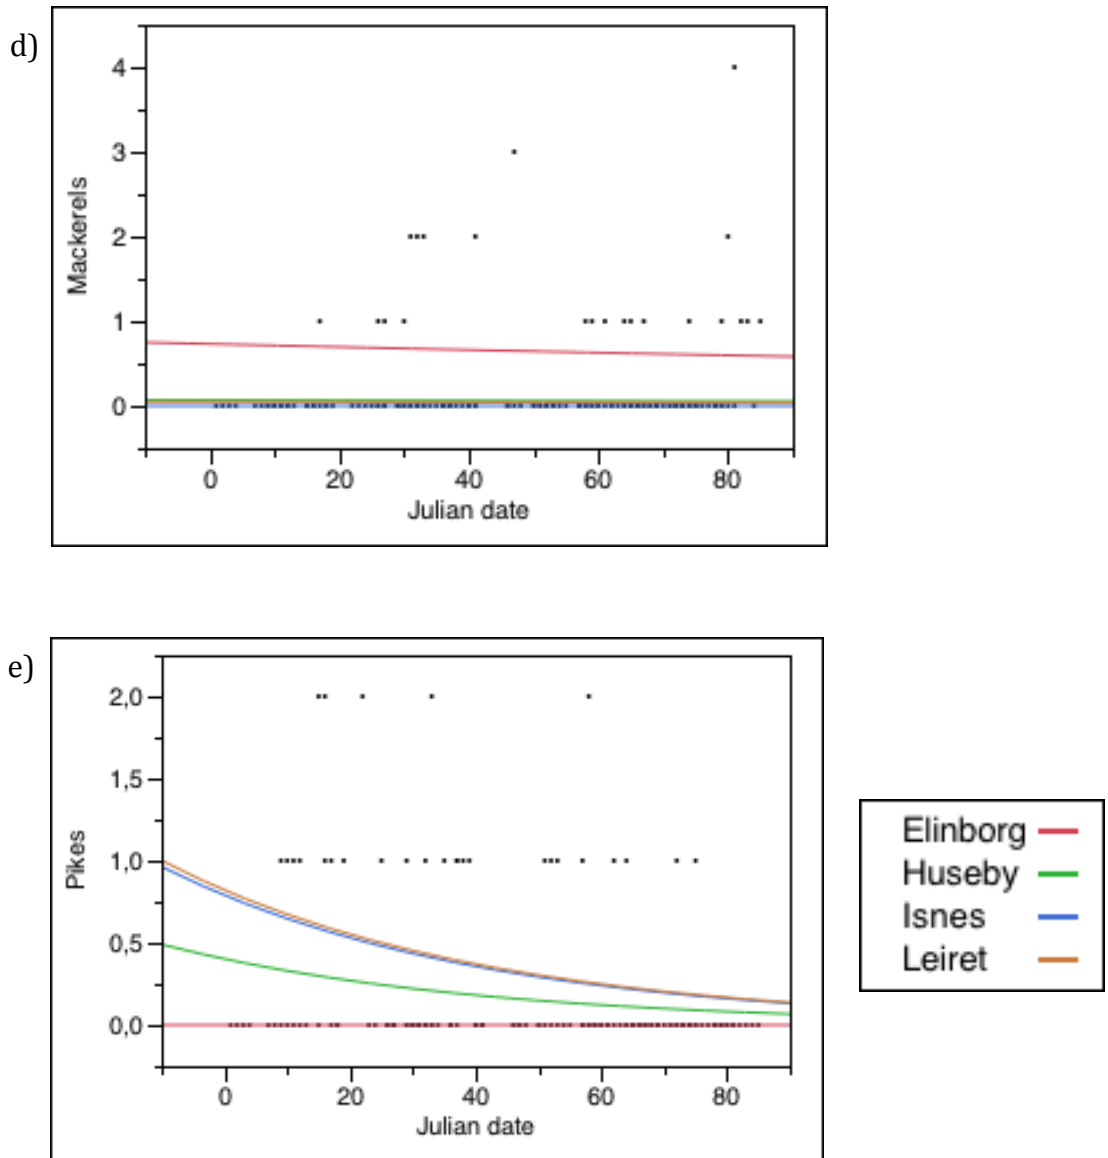 d)
4
3
2
1
0
Mackerels
0 20 40 60 80
Julian date
e)
2,0
1,5
1,0
0,5
0,0
Pikes
0 20 40 60 80
Julian date
Elinborg
Huseby
Isnes
Leiret